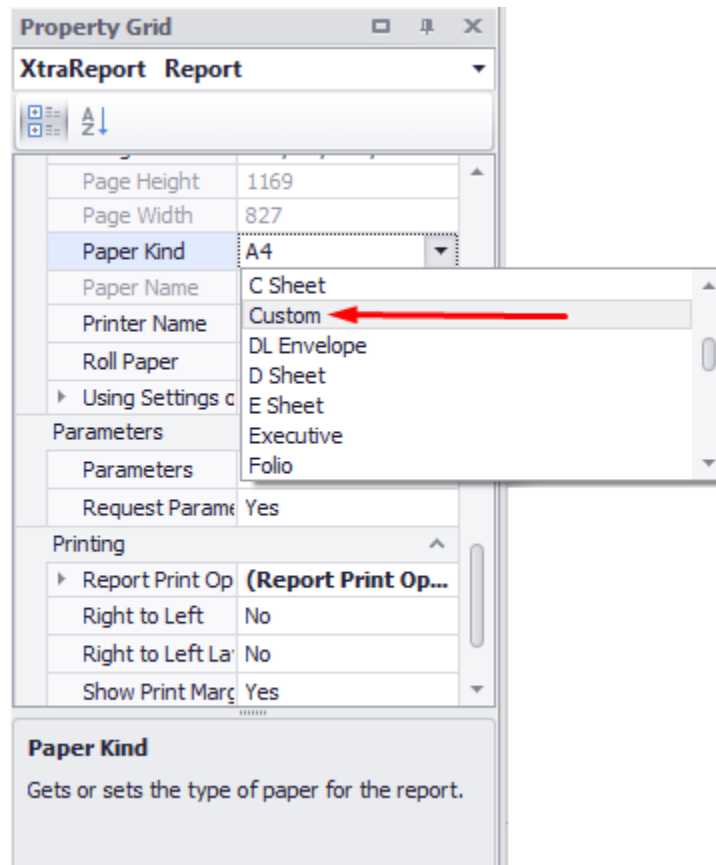 Property Grid
XtraReport Report
Page Height 1169
Page Width 827
Paper Kind A4
Paper Name
C Sheet
Custom
Printer Name
DL Envelope
Roll Paper
D Sheet
Using Settings o
E Sheet
Parameters
Executive
Parameters
Folio
Request Parame Yes
Printing
Report Print Op (Report Print Op...
Right to Left No
Right to Left La No
Show Print Marg Yes
Paper Kind
Gets or sets the type of paper for the report.